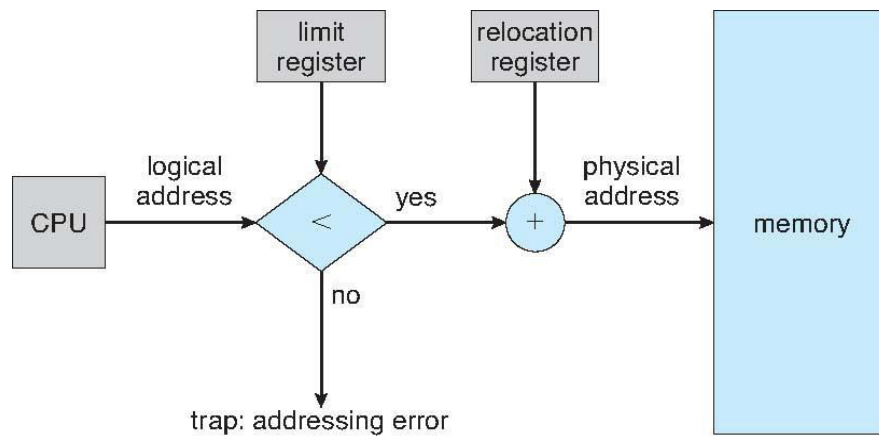 limit
register
relocation
register
logical
address
physical
address
CPU
<
yes
+
memory
no
trap: addressing error